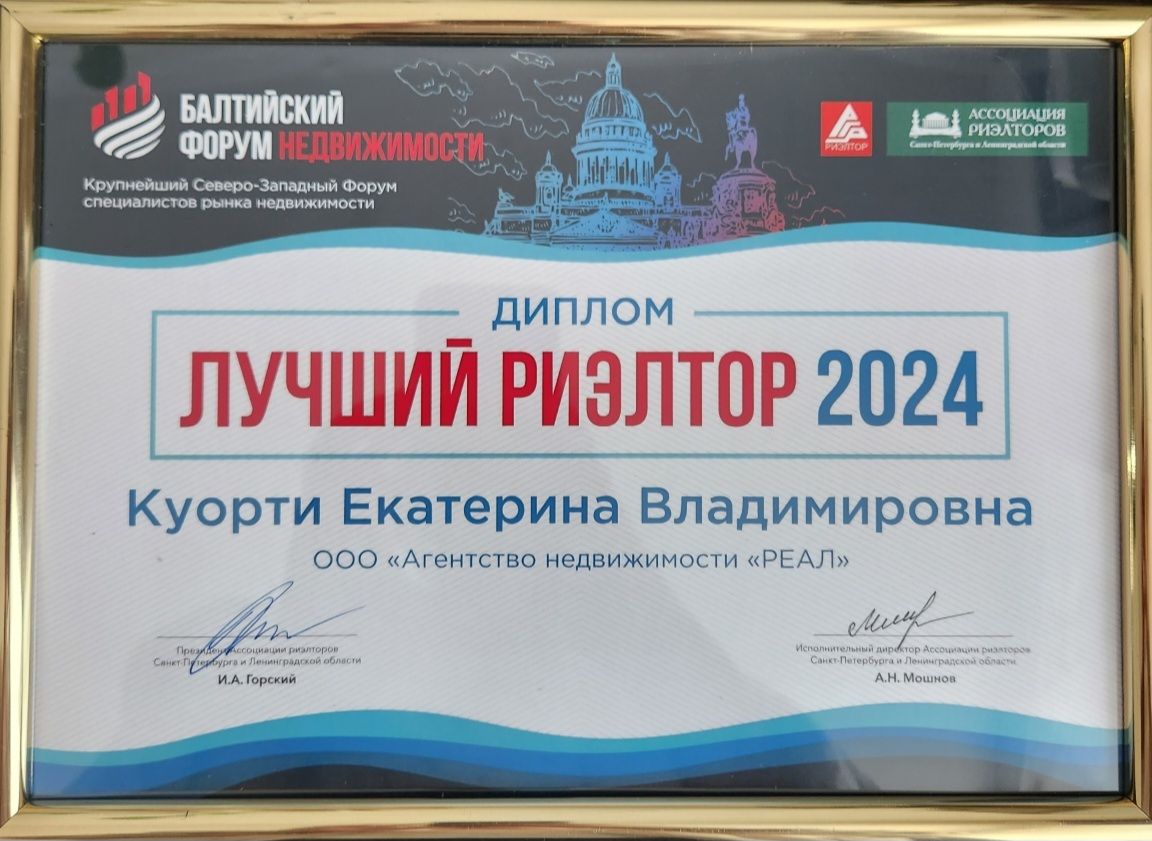 БАЛТИЙСКИЙ
ФОРУМ НЕДВИЖИМОСТИ
Крупнейший Северо-Западный Форум
специалистов рынка недвижимости
РИЭЛТОР
АССОЦИАЦИЯ
РИЭЛТОРОВ
Санкт-Петербурга и Ленинградской области
ДИПЛОМ
ЛУЧШИЙ РИЭЛТОР 2024
Куорти Екатерина Владимировна
ООО «Агентство недвижимости «РЕАЛ»
Президент Ассоциации риэлторов
Санкт-Петербурга и Ленинградской области
И.А. Горский
Исполнительный директор Ассоциации риэлторов
Санкт-Петербурга и Ленинградской области
А.Н. Мошнов